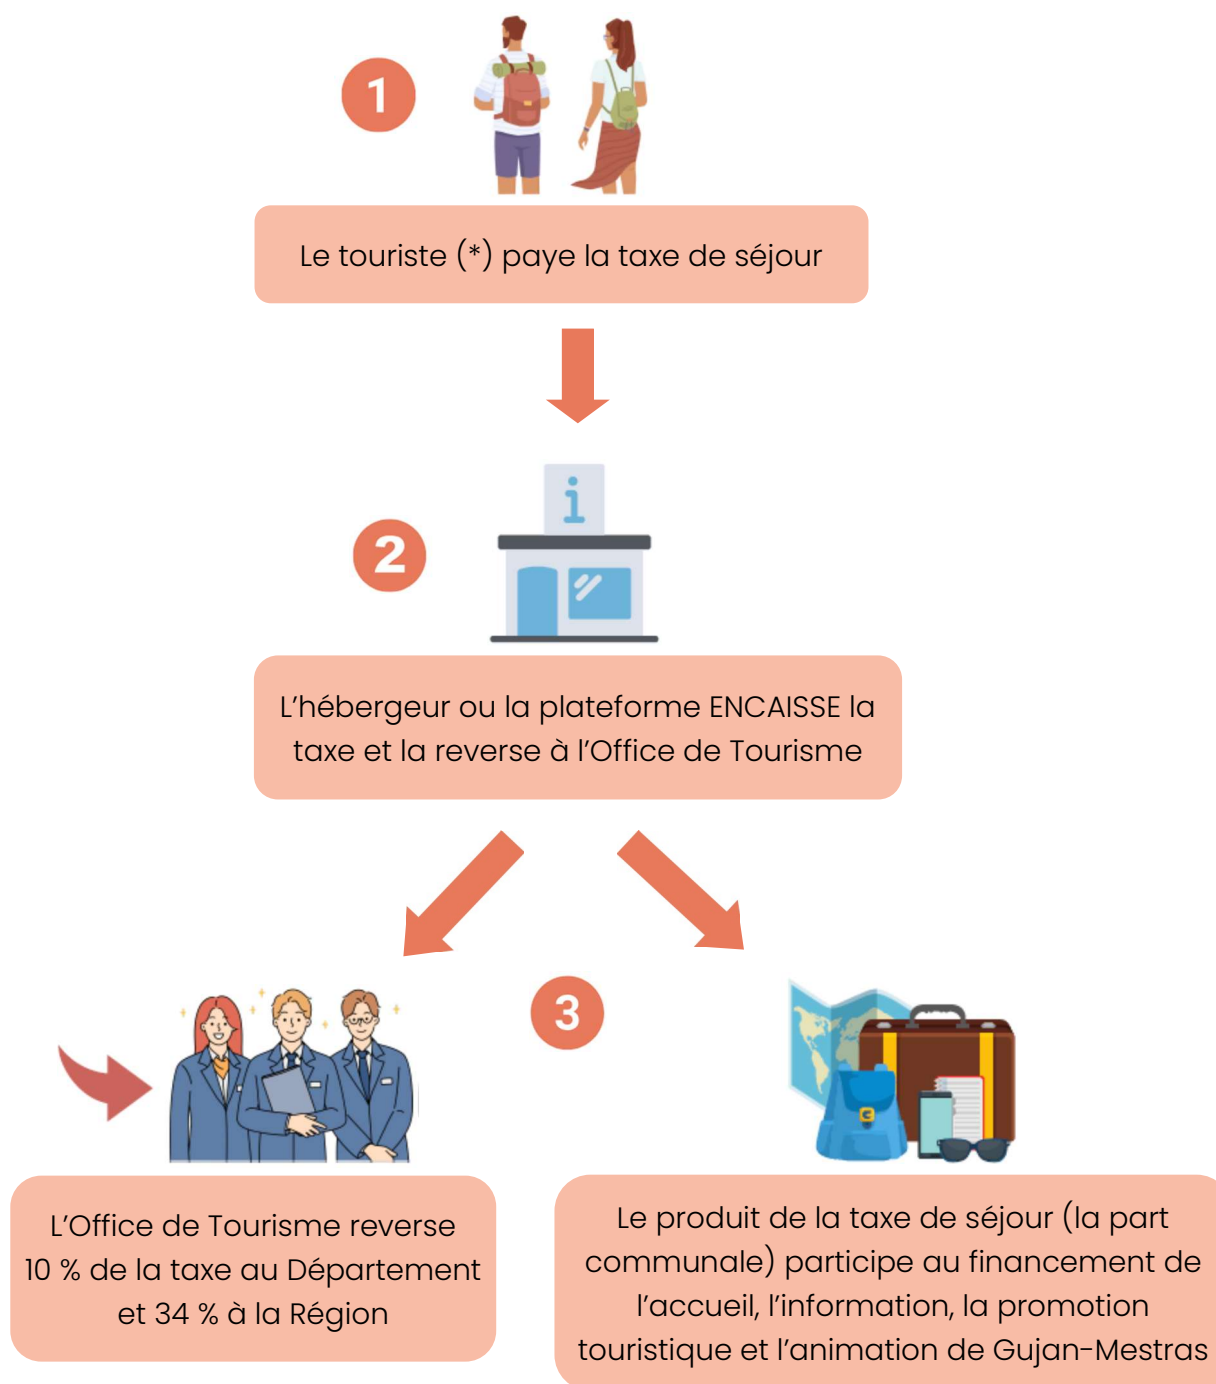 1
Le touriste (*) paye la taxe de séjour
i
2
L'hébergeur ou la plateforme ENCAISSE la
taxe et la reverse à l'Office de Tourisme
3
L'Office de Tourisme reverse
10 % de la taxe au Département
et 34 % à la Région
Le produit de la taxe de séjour (la part
communale) participe au financement de
l'accueil, l'information, la promotion
touristique et l'animation de Gujan-Mestras